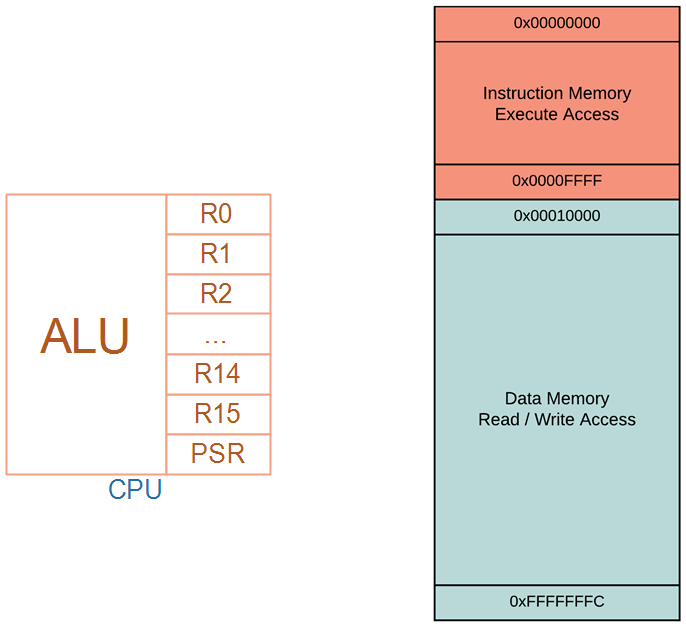 ALU
R0
R1
R2
...
R14
R15
PSR
CPU
0x00000000
Instruction Memory
Execute Access
0x0000FFFF
0x00010000
Data Memory
Read / Write Access
0xFFFFFFFC